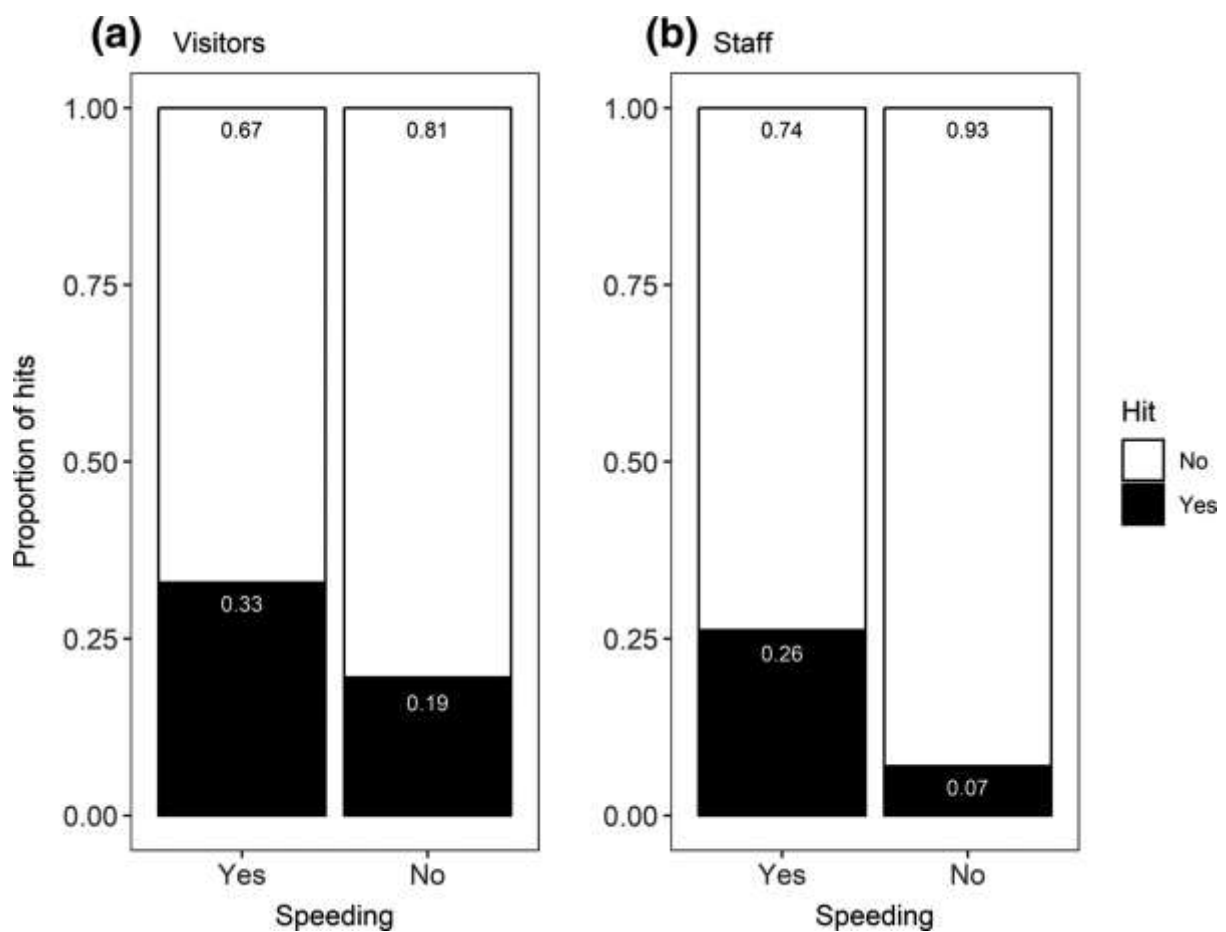 (a) Visitors
(b) Staff
Proportion of hits
1.00
0.75
0.50
0.25
0.00
0.67
0.81
0.33
0.19
Yes
No
Speeding
1.00
0.75
0.50
0.25
0.00
0.74
0.93
0.26
0.07
Yes
No
Speeding
Hit
No
Yes